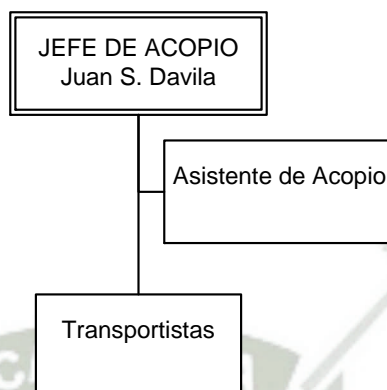 JEFE DE ACOPIO
Juan S. Davila
Asistente de Acopio
Transportistas